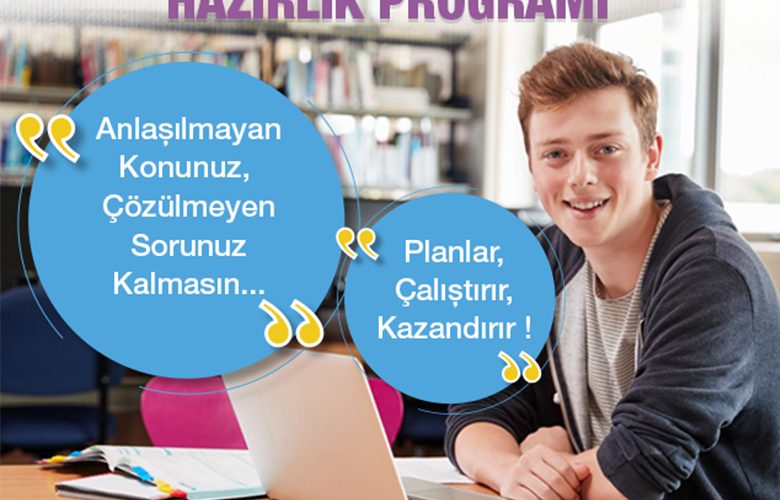 HAZIRLIK PROGRAMI
Anlaşılmayan
Konunuz,
Çözülmeyen
Sorunuz
Kalmasın...
Planlar,
Çalıştırır,
Kazandırır !